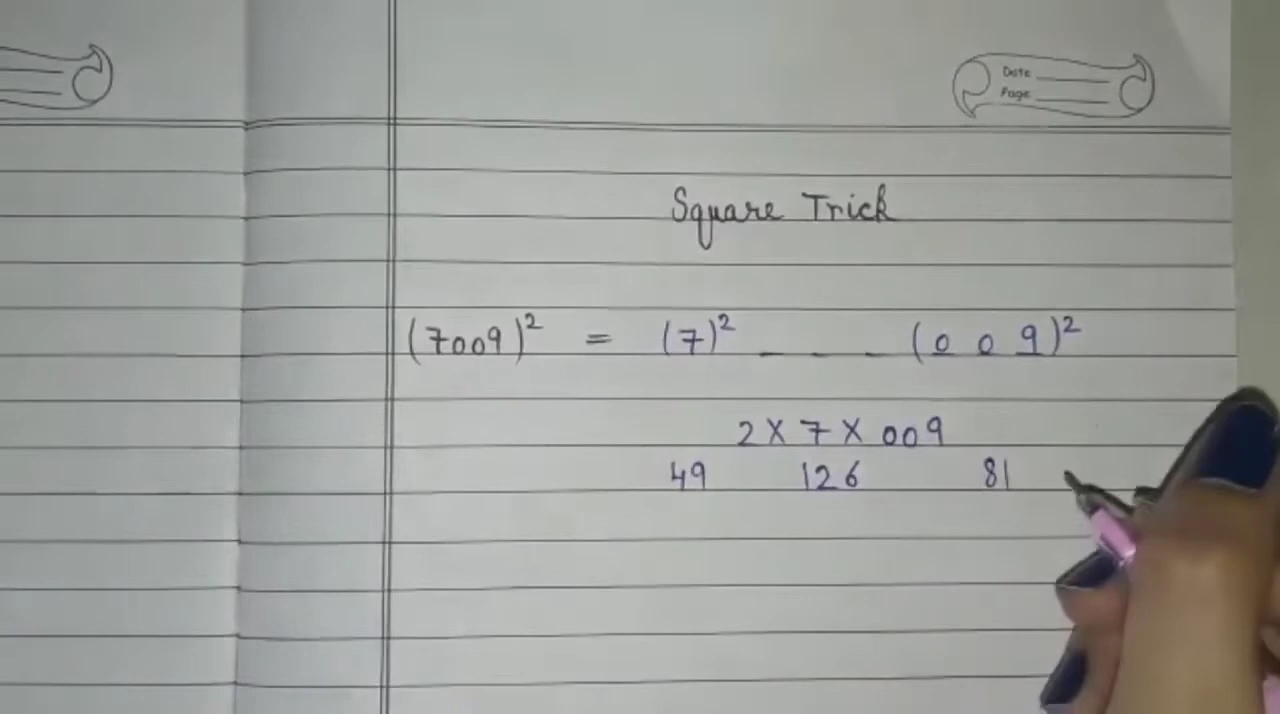 Date
Page
Square Trick
(7009)² = (7)² _ _ _ (0 0 9)²
2 X 7 X 009
49 126 81